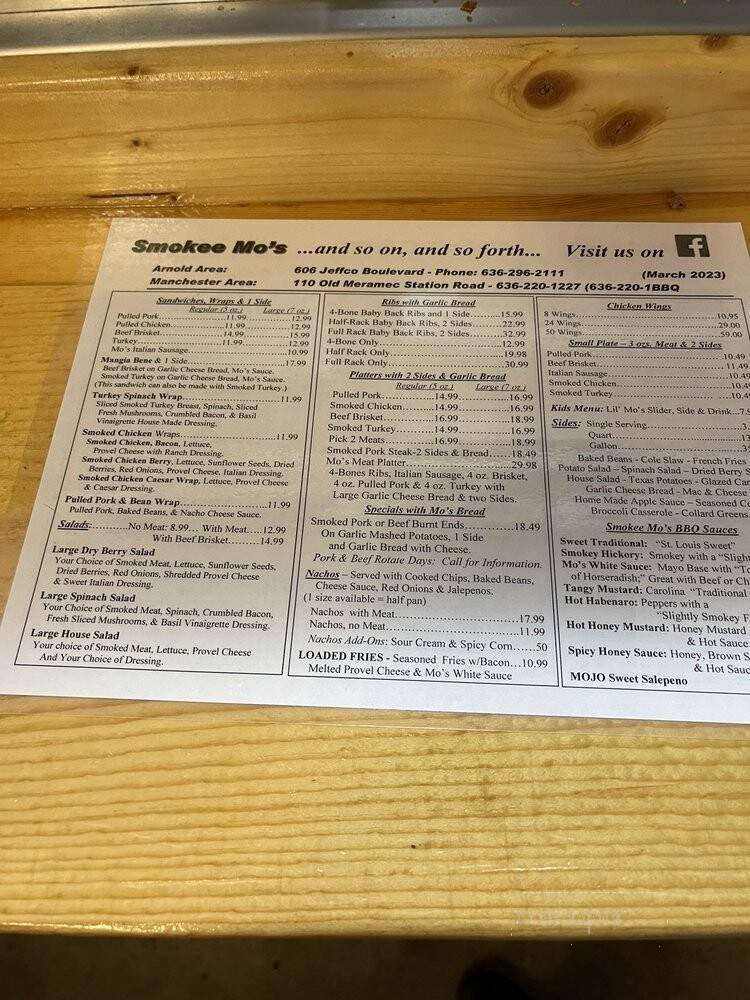 Smokee Mo's ...and so on, and so forth... Visit us on f
Arnold Area: 606 Jeffco Boulevard - Phone: 636-296-2111 (March 2023)
Manchester Area: 110 Old Meramec Station Road - 636-220-1227 (636-220-1BBQ
Sandwiches, Wraps & 1 Side
Regular (5 oz.) Large (7 oz.)
Pulled Pork...11.99 12.99
Pulled Chicken...11.99 12.99
Beef Brisket...14.99 15.99
Turkey...11.99 12.99
Mo's Italian Sausage...10.99
Mangia Bene & 1 Side...17.99
Beef Brisket on Garlic Cheese Bread, Mo's Sauce.
Smoked Turkey on Garlic Cheese Bread, Mo's Sauce.
(This sandwich can also be made with Smoked Turkey.)
Turkey Spinach Wrap...11.99
Sliced Smoked Turkey Breast, Spinach, Sliced
Fresh Mushrooms, Crumbled Bacon, & Basil
Vinaigrette House Made Dressing.
Smoked Chicken Wraps...11.99
Smoked Chicken, Bacon, Lettuce,
Provel Cheese with Ranch Dressing.
Smoked Chicken Berry, Lettuce, Sunflower Seeds, Dried
Berries, Red Onions, Provel Cheese, Italian Dressing.
Smoked Chicken Caesar Wrap, Lettuce, Provel Cheese
& Caesar Dressing.
Pulled Pork & Bean Wrap...11.99
Pulled Pork, Baked Beans, & Nacho Cheese Sauce.
Salads:...No Meat: 8.99... With Meat.....12.99
With Beef Brisket...14.99
Large Dry Berry Salad
Your Choice of Smoked Meat, Lettuce, Sunflower Seeds,
Dried Berries, Red Onions, Shredded Provel Cheese
& Sweet Italian Dressing.
Large Spinach Salad
Your Choice of Smoked Meat, Spinach, Crumbled Bacon,
Fresh Sliced Mushrooms, & Basil Vinaigrette Dressing.
Large House Salad
Your choice of Smoked Meat, Lettuce, Provel Cheese
And Your Choice of Dressing.
Ribs with Garlic Bread
4-Bone Baby Back Ribs and 1 Side...15.99
Half-Rack Baby Back Ribs, 2 Sides...22.99
Full Rack Baby Back Ribs, 2 Sides...32.99
4-Bone Only...12.99
Half Rack Only...19.98
Full Rack Only...30.99
Platters with 2 Sides & Garlic Bread
Regular (5 oz.) Large (7 oz.)
Pulled Pork...14.99...16.99
Smoked Chicken...14.99...16.99
Beef Brisket...16.99...18.99
Smoked Turkey...14.99...16.99
Pick 2 Meats...16.99...18.99
Smoked Pork Steak-2 Sides & Bread...18.49
Mo's Meat Platter...29.98
4-Bones Ribs, Italian Sausage, 4 oz. Brisket,
4 oz. Pulled Pork & 4 oz. Turkey with
Large Garlic Cheese Bread & two Sides.
Specials with Mo's Bread
Smoked Pork or Beef Burnt Ends...18.49
On Garlic Mashed Potatoes, 1 Side
and Garlic Bread with Cheese.
Pork & Beef Rotate Days: Call for Information.
Nachos – Served with Cooked Chips, Baked Beans,
Cheese Sauce, Red Onions & Jalepenos.
(1 size available = half pan)
Nachos with Meat...17.99
Nachos, no Meat...11.99
Nachos Add-Ons: Sour Cream & Spicy Corn.....50
LOADED FRIES - Seasoned Fries w/Bacon...10.99
Melted Provel Cheese & Mo's White Sauce
Chicken Wings
8 Wings...10.95
24 Wings...29.00
50 Wings...59.00
Small Plate – 3 ozs. Meat & 2 Sides
Pulled Pork...10.49
Beef Brisket...11.49
Italian Sausage...10.49
Smoked Chicken...10.4
Smoked Turkey...10.4
Kids Menu: Lil' Mo's Slider, Side & Drink...7.
Sides: Single Serving...3.
Quart...13
Gallon...
Baked Beans - Cole Slaw - French Fries
Potato Salad – Spinach Salad – Dried Berry S
House Salad - Texas Potatoes - Glazed Car
Garlic Cheese Bread - Mac & Cheese
Home Made Apple Sauce – Seasoned C
Broccoli Casserole - Collard Greens
Smokee Mo's BBQ Sauces
Sweet Traditional: "St. Louis Sweet"
Smokey Hickory: Smokey with a "Sligh
Mo's White Sauce: Mayo Base with "To
of Horseradish;" Great with Beef or Ch
Tangy Mustard: Carolina "Traditional
Hot Habenaro: Peppers with a
"Slightly Smokey F
Hot Honey Mustard: Honey Mustard
& Hot Sauce
Spicy Honey Sauce: Honey, Brown S
& Hot Sauc
MOJO Sweet Salepeno